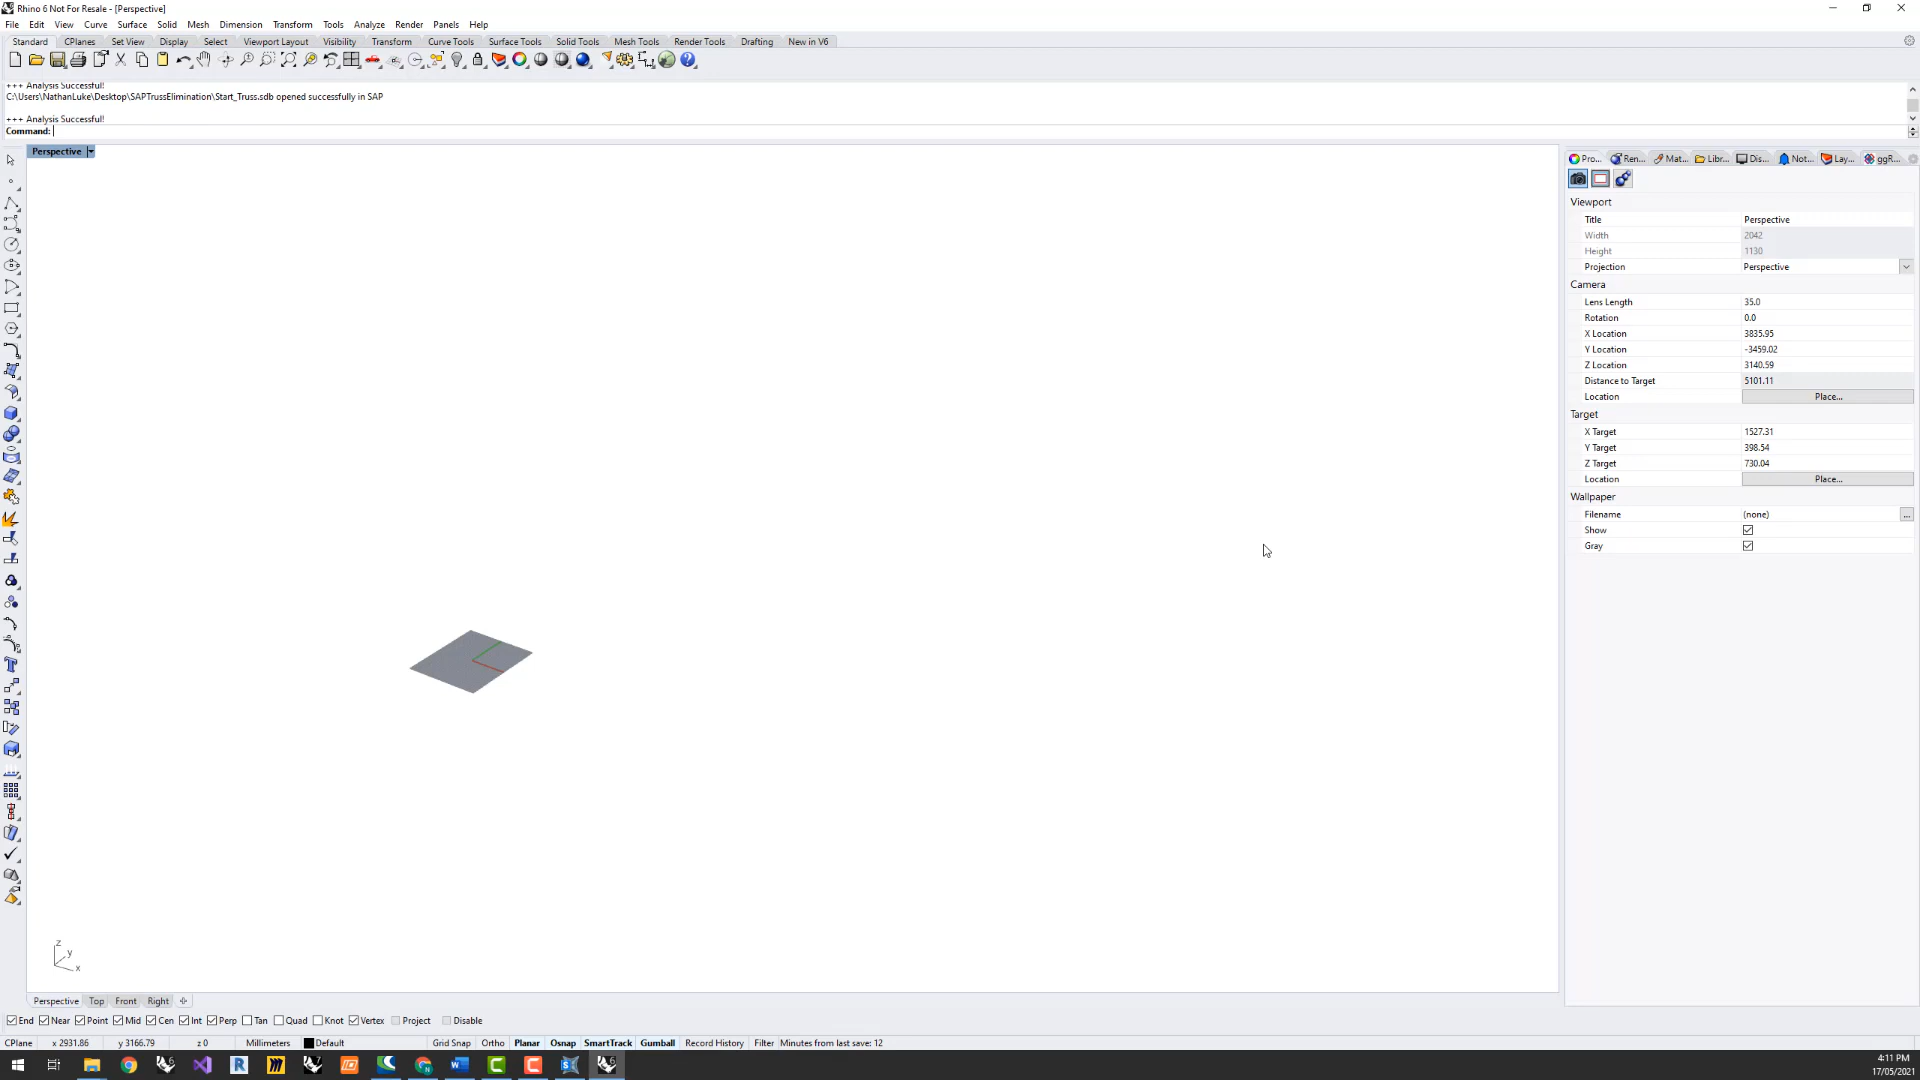 Rhino 6 Not For Resale - [Perspective]
File Edit View Curve Surface Solid Mesh Dimension Transform Tools Analyze Render Panels Help
Standard CPlanes Set View Display Select Viewport Layout Visibility Transform Curve Tools Surface Tools Solid Tools Mesh Tools Render Tools Drafting New in V6
+++ Analysis Successful!
C:\Users\NathanLuke\Desktop\SAPTrussElimination\Start_Truss.sdb opened successfully in SAP
+++ Analysis Successful!
Command:
Perspective
Pro... Ren... Mat... Libr... Dis... Not... Lay... ggR...
Viewport
Title Perspective
Width 2042
Height 1130
Projection Perspective
Camera
Lens Length 35.0
Rotation 0.0
X Location 3835.95
Y Location -3459.02
Z Location 3140.59
Distance to Target 5101.11
Location Place...
Target
X Target 1527.31
Y Target 398.54
Z Target 730.04
Location Place...
Wallpaper
Filename (none) ...
Show
Gray
z
y
x
Perspective Top Front Right
End Near Point Mid Cen Int Perp Tan Quad Knot Vertex Project Disable
CPlane x 2931.86 y 3166.79 z 0 Millimeters Default Grid Snap Ortho Planar Osnap SmartTrack Gumball Record History Filter Minutes from last save: 12
4:11 PM
17/05/2021